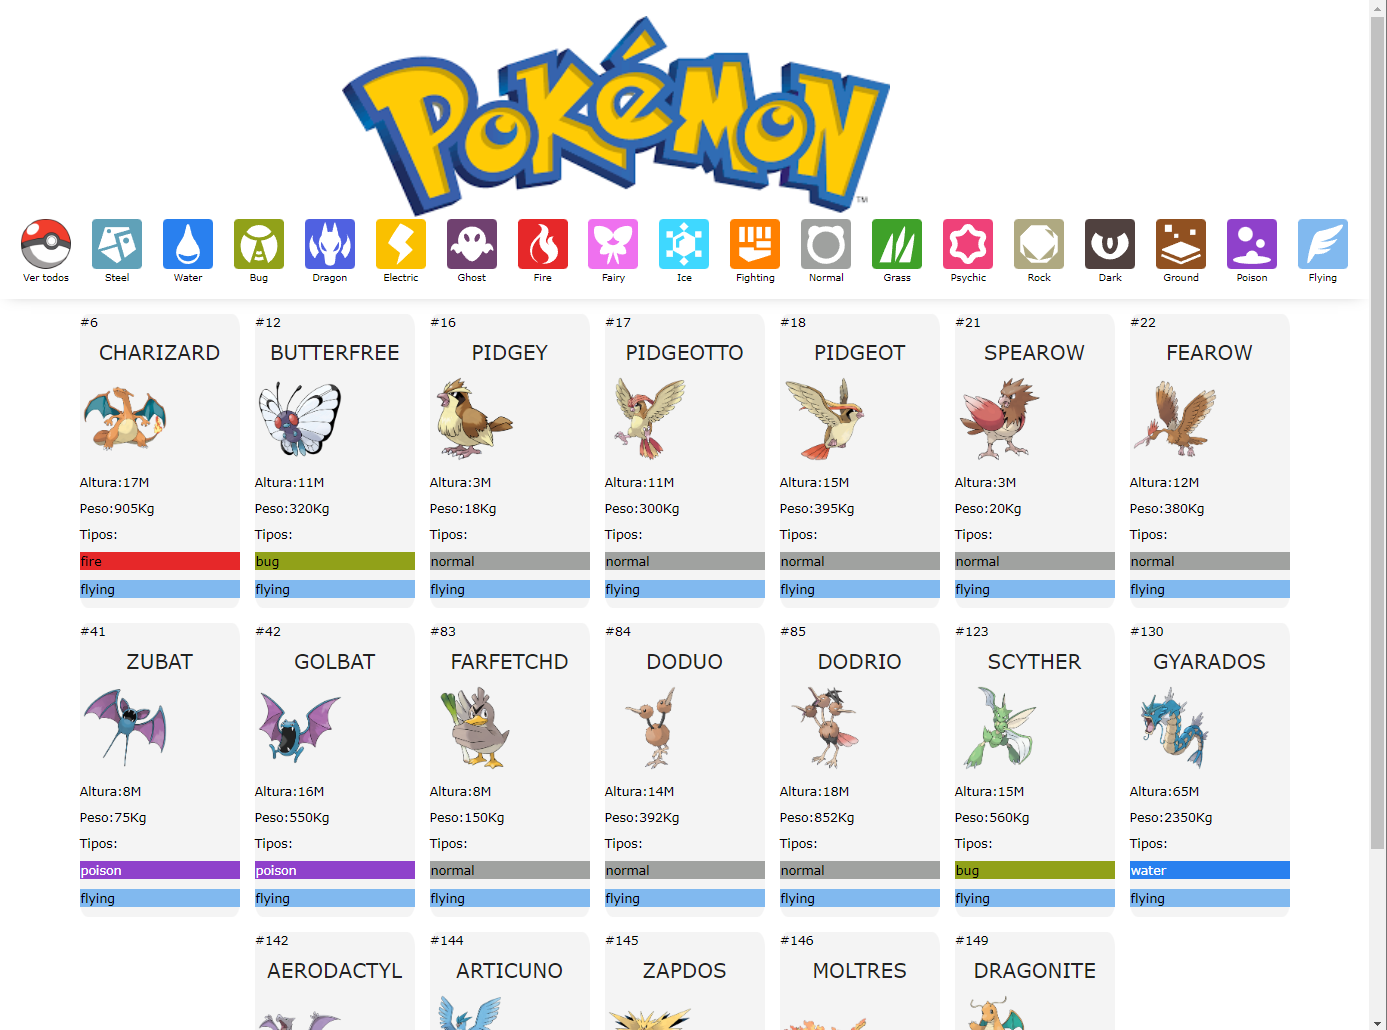 POKéMON
TM
Ver todos Steel Water Bug Dragon Electric Ghost Fire Fairy Ice Fighting Normal Grass Psychic Rock Dark Ground Poison Flying
#6 #12 #16 #17 #18 #21 #22
CHARIZARD BUTTERFREE PIDGEY PIDGEOTTO PIDGEOT SPEAROW FEAROW
Altura:17M Altura:11M Altura:3M Altura:11M Altura:15M Altura:3M Altura:12M
Peso:905Kg Peso:320Kg Peso:18Kg Peso:300Kg Peso:395Kg Peso:20Kg Peso:380Kg
Tipos: Tipos: Tipos: Tipos: Tipos: Tipos: Tipos:
fire bug normal normal normal normal normal
flying flying flying flying flying flying flying
#41 #42 #83 #84 #85 #123 #130
ZUBAT GOLBAT FARFETCHD DODUO DODRIO SCYTHER GYARADOS
Altura:8M Altura:16M Altura:8M Altura:14M Altura:18M Altura:15M Altura:65M
Peso:75Kg Peso:550Kg Peso:150Kg Peso:392Kg Peso:852Kg Peso:560Kg Peso:2350Kg
Tipos: Tipos: Tipos: Tipos: Tipos: Tipos: Tipos:
poison poison normal normal normal bug water
flying flying flying flying flying flying flying
#142 #144 #145 #146 #149
AERODACTYL ARTICUNO ZAPDOS MOLTRES DRAGONITE